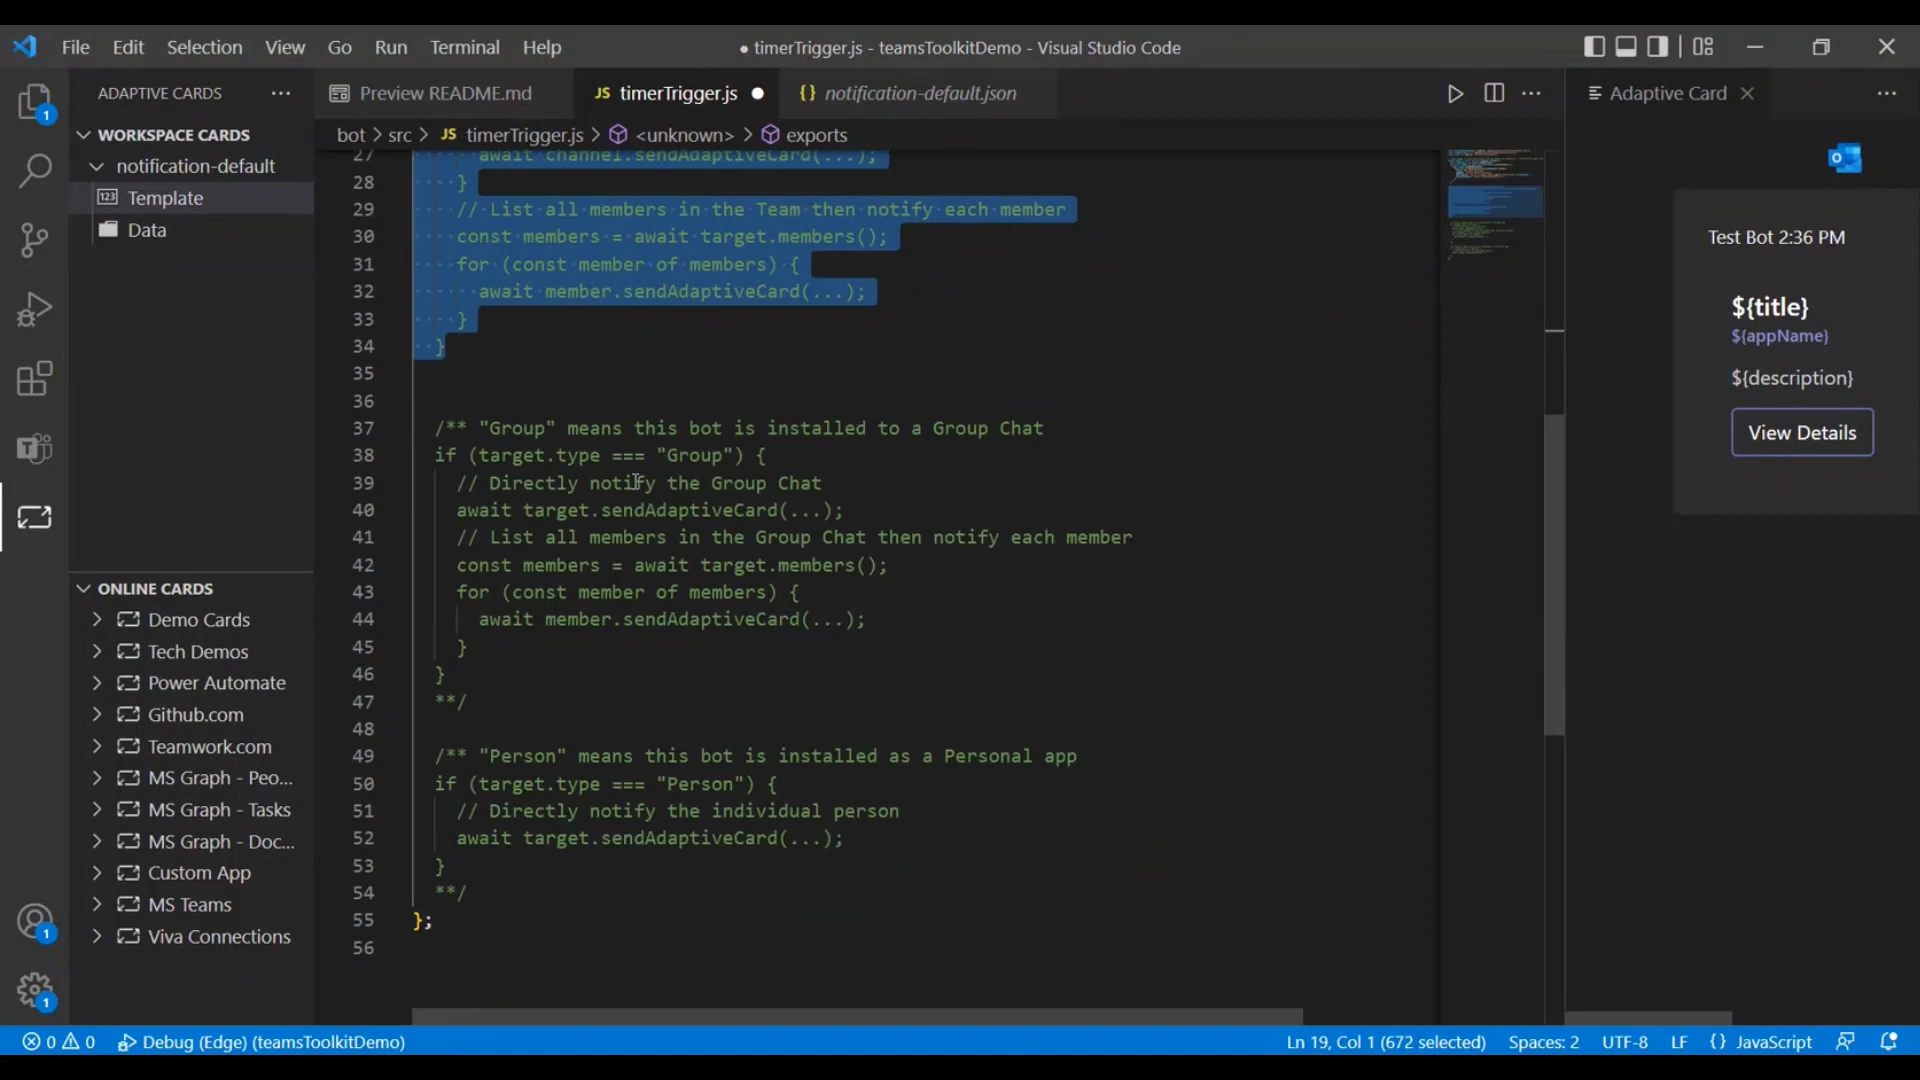 File Edit Selection View Go Run Terminal Help
● timerTrigger.js - teamsToolkitDemo - Visual Studio Code
1
ADAPTIVE CARDS ...
WORKSPACE CARDS
notification-default
123 Template
Data
ONLINE CARDS
Demo Cards
Tech Demos
Power Automate
Github.com
Teamwork.com
MS Graph - Peo...
MS Graph - Tasks
MS Graph - Doc...
Custom App
MS Teams
Viva Connections
1
1
Preview README.md
JS timerTrigger.js ●
{} notification-default.json
bot > src > JS timerTrigger.js > <unknown> > exports
27 await channel.sendAdaptiveCard(...);
28 }
29 // List all members in the Team then notify each member
30 const members = await target.members();
31 for (const member of members) {
32 await member.sendAdaptiveCard(...);
33 }
34 }
35
36
37 /** "Group" means this bot is installed to a Group Chat
38 if (target.type === "Group") {
39 // Directly notify the Group Chat
40 await target.sendAdaptiveCard(...);
41 // List all members in the Group Chat then notify each member
42 const members = await target.members();
43 for (const member of members) {
44 await member.sendAdaptiveCard(...);
45 }
46 }
47 **/
48
49 /** "Person" means this bot is installed as a Personal app
50 if (target.type === "Person") {
51 // Directly notify the individual person
52 await target.sendAdaptiveCard(...);
53 }
54 **/
55 };
56
Adaptive Card
Test Bot 2:36 PM
${title}
${appName}
${description}
View Details
0 0 Debug (Edge) (teamsToolkitDemo)
Ln 19, Col 1 (672 selected) Spaces: 2 UTF-8 LF {} JavaScript